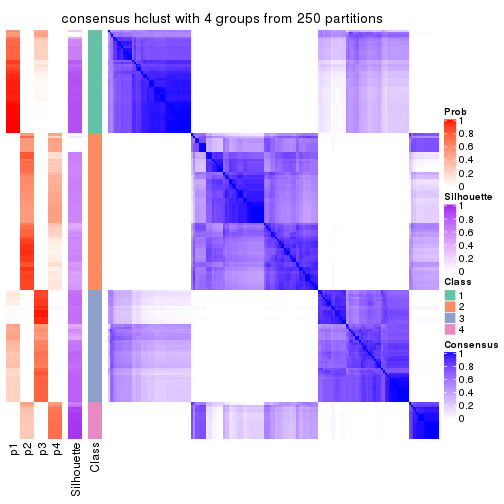 consensus hclust with 4 groups from 250 partitions
Prob
1
0.8
0.6
0.4
0.2
0
Silhouette
1
0.8
0.6
0.4
0.2
0
Class
1
2
3
4
Consensus
1
0.8
0.6
0.4
0.2
0
p1
p2
p3
p4
Silhouette
Class